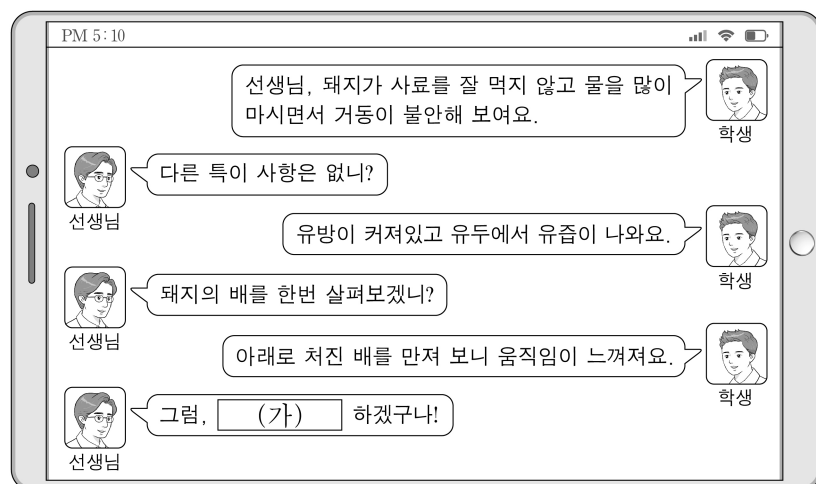 PM 5:10
선생님, 돼지가 사료를 잘 먹지 않고 물을 많이
마시면서 거동이 불안해 보여요.
학생
다른 특이 사항은 없니?
선생님
유방이 커져있고 유두에서 유즙이 나와요.
학생
돼지의 배를 한번 살펴보겠니?
선생님
아래로 처진 배를 만져 보니 움직임이 느껴져요.
학생
그럼, (가) 하겠구나!
선생님